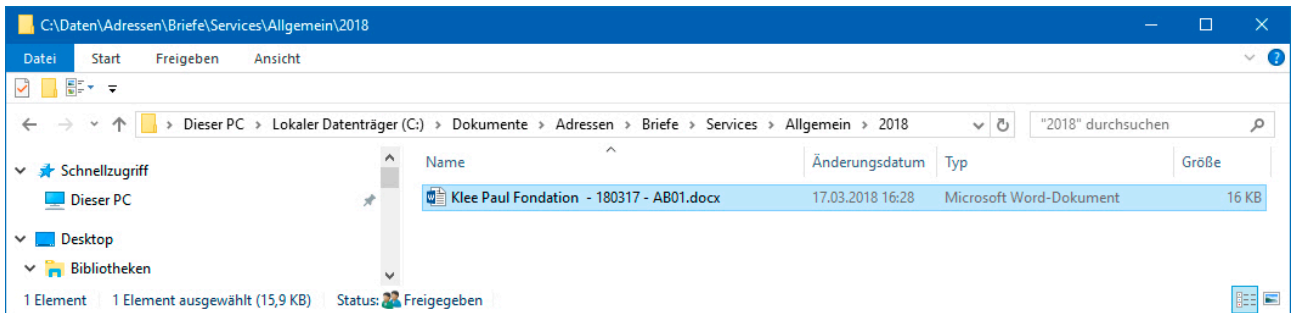 C:\Daten\Adressen\Briefe\Services\Allgemein\2018
Datei Start Freigeben Ansicht
Dieser PC > Lokaler Datenträger (C:) > Dokumente > Adressen > Briefe > Services > Allgemein > 2018 "2018" durchsuchen
Name Änderungsdatum Typ Größe
Schnellzugriff
Klee Paul Fondation - 180317 - AB01.docx 17.03.2018 16:28 Microsoft Word-Dokument 16 KB
Dieser PC
Desktop
Bibliotheken
1 Element 1 Element ausgewählt (15,9 KB) Status: Freigegeben